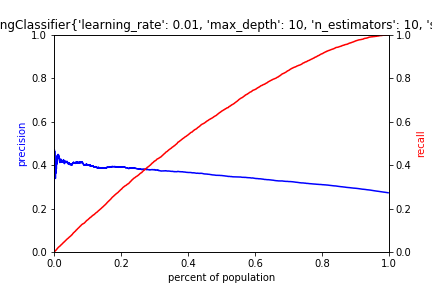 ngClassifier{'learning_rate': 0.01, 'max_depth': 10, 'n_estimators': 10, 's
1.0
0.8
0.6
0.4
0.2
0.0
precision
1.0
0.8
0.6
0.4
0.2
0.0
recall
0.0 0.2 0.4 0.6 0.8 1.0
percent of population